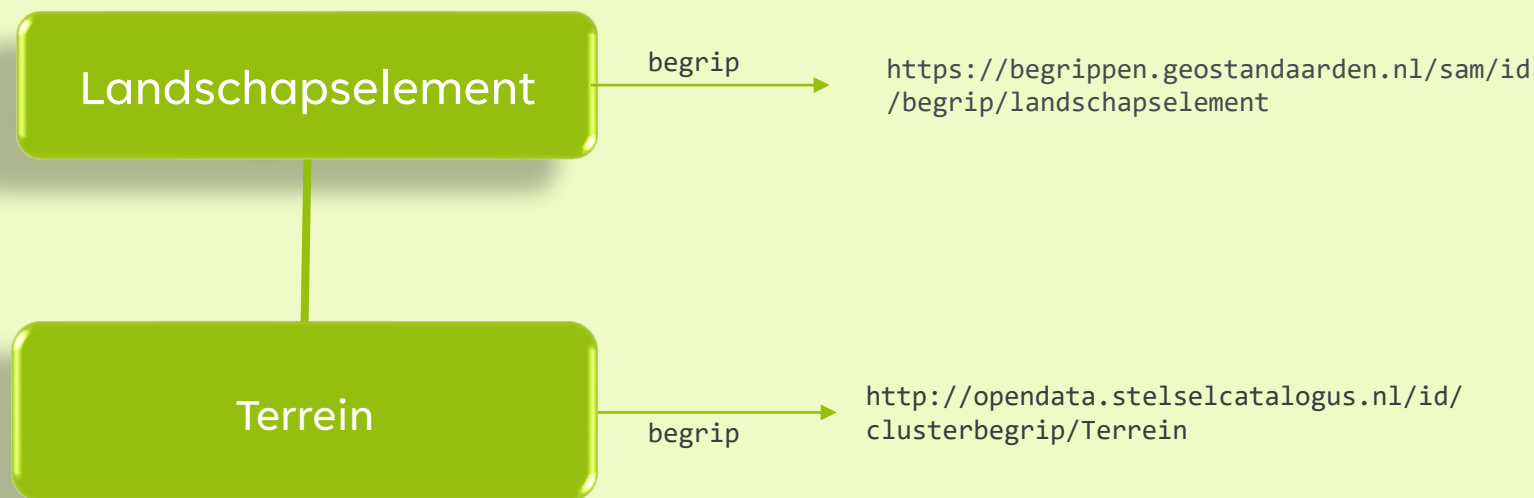 Landschapselement
begrip
https://begrippen.geostandaarden.nl/sam/id
/begrip/landschapselement
Terrein
begrip
http://opendata.stelselcatalogus.nl/id/
clusterbegrip/Terrein